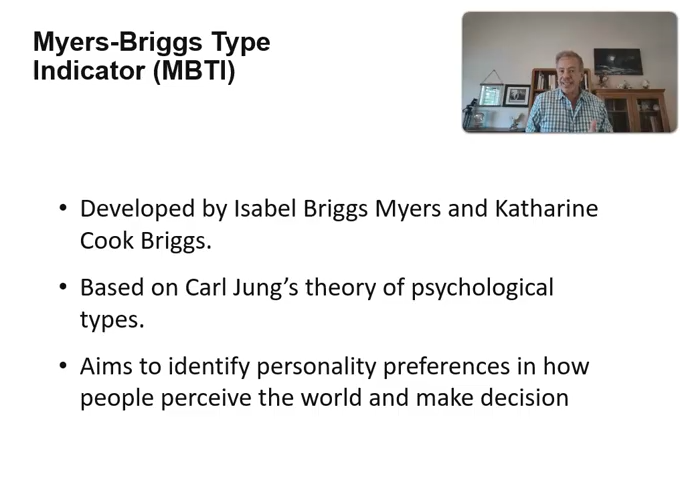 Myers-Briggs Type
Indicator (MBTI)
• Developed by Isabel Briggs Myers and Katharine
Cook Briggs.
• Based on Carl Jung’s theory of psychological
types.
• Aims to identify personality preferences in how
people perceive the world and make decision